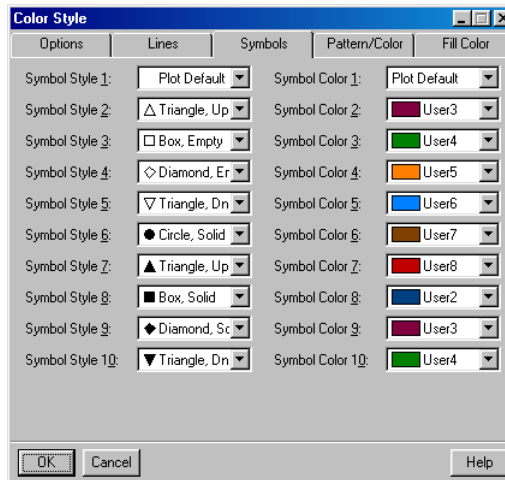 Color Style
Options Lines Symbols Pattern/Color Fill Color
Symbol Style 1: Plot Default Symbol Color 1: Plot Default
Symbol Style 2: Triangle, Up Symbol Color 2: User3
Symbol Style 3: Box, Empty Symbol Color 3: User4
Symbol Style 4: Diamond, Er Symbol Color 4: User5
Symbol Style 5: Triangle, Dn Symbol Color 5: User6
Symbol Style 6: Circle, Solid Symbol Color 6: User7
Symbol Style 7: Triangle, Up Symbol Color 7: User8
Symbol Style 8: Box, Solid Symbol Color 8: User2
Symbol Style 9: Diamond, Sc Symbol Color 9: User3
Symbol Style 10: Triangle, Dn Symbol Color 10: User4
OK Cancel Help